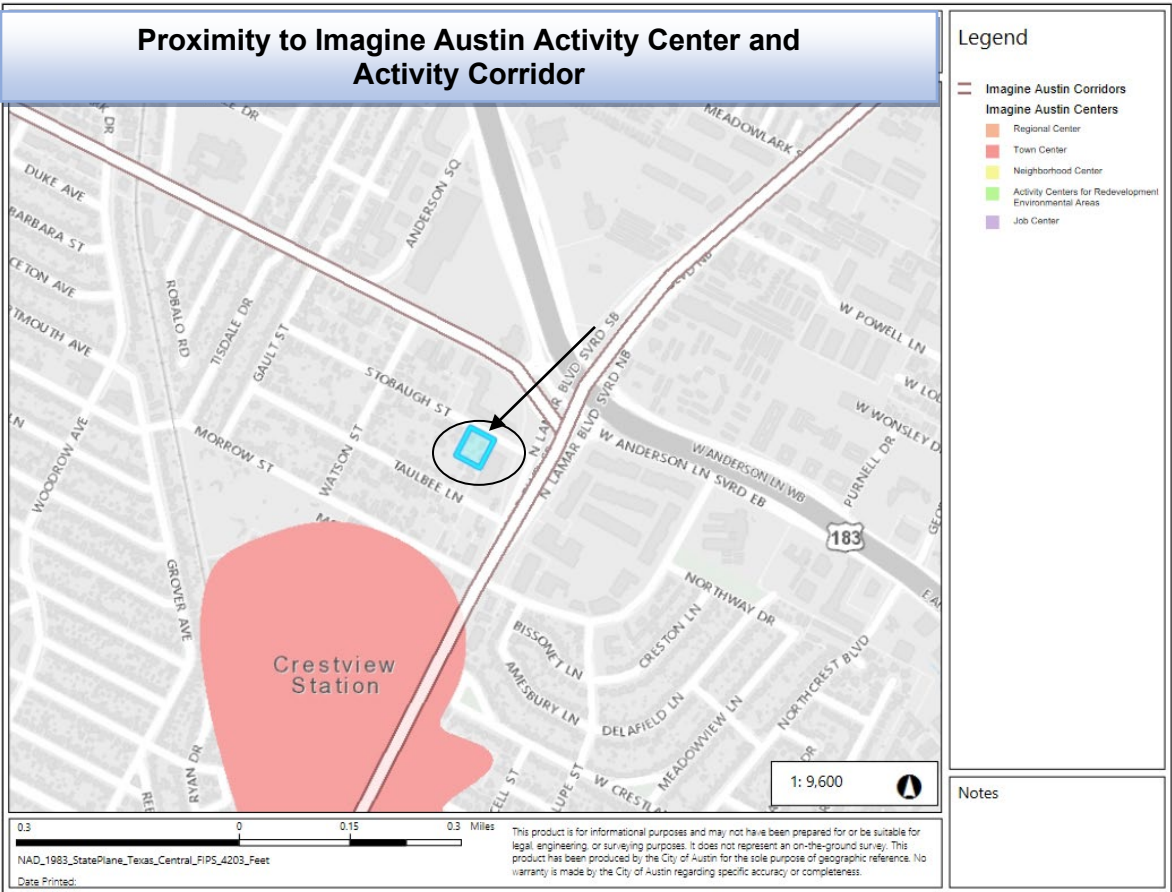 Proximity to Imagine Austin Activity Center and
Activity Corridor
Legend
Imagine Austin Corridors
Imagine Austin Centers
Regional Center
Town Center
Neighborhood Center
Activity Centers for Redevelopment
Environmental Areas
Job Center
MEADOWLARK S
DUKE AVE
BARBARA ST
CETON AVE
TMOUTH AVE
ROBALO RD
TISDALE DR
GAULT ST
ANDERSON SQ
STOBAUGH ST
WATSON ST
MORROW ST
TAULBEE LN
WOODROW AVE
GROVER AVE
BLVD SVRD SB
N LAMAR BLVD SVRD NB
W POWELL LN
W WONSLEY D
PURNELL DR
W ANDERSON LN WB
W ANDERSON LN SVRD EB
183
NORTHWAY DR
NORTHCREST BLVD
CRESTON LN
BISSONET LN
AMESBURY LN
DELAFIELD LN
MEADOWVIEW LN
Crestview
Station
RYAN DR
CELL ST
LUPE ST
W CRESTLA
DR
1: 9,600
Notes
0.3 0 0.15 0.3 Miles
NAD_1983_StatePlane_Texas_Central_FIPS_4203_Feet
Date Printed:
This product is for informational purposes and may not have been prepared for or be suitable for
legal, engineering, or surveying purposes. It does not represent an on-the-ground survey. This
product has been produced by the City of Austin for the sole purpose of geographic reference. No
warranty is made by the City of Austin regarding specific accuracy or completeness.